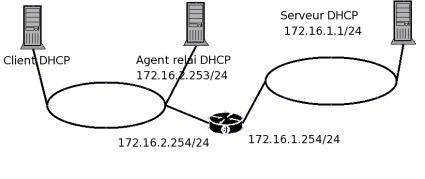 Serveur DHCP
172.16.1.1/24
Client DHCP
Agent relai DHCP
172.16.2.253/24
172.16.2.254/24
172.16.1.254/24